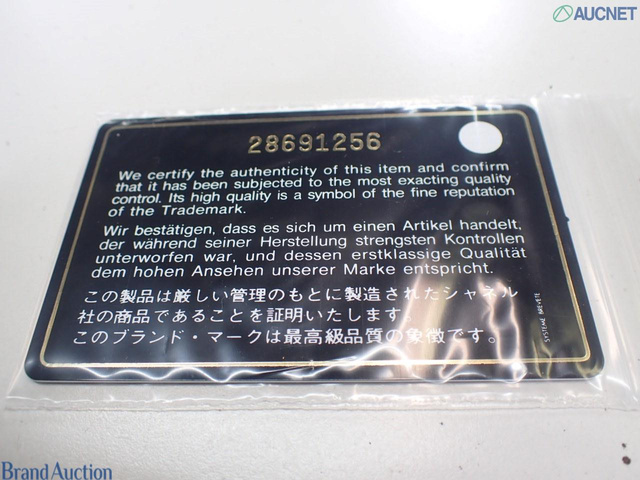 AUCNET
28691256
We certify the authenticity of this item and confirm
that it has been subjected to the most exacting quality
control. Its high quality is a symbol of the fine reputation
of the Trademark.
Wir bestätigen, dass es sich um einen Artikel handelt,
der während seiner Herstellung strengsten Kontrollen
unterworfen war, und dessen erstklassige Qualität
dem hohen Ansehen unserer Marke entspricht.
この製品は厳しい管理のもとに製造されたシャネル
社の商品であることを証明いたします。
このブランド・マークは最高級品質の象徴です。
SYSTEME BREVETE
Brand Auction